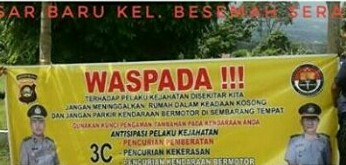 SAR BARU KEL. BESEMAH SERA
WASPADA !!!
TERHADAP PELAKU KEJAHATAN DISEKITAR KITA
JANGAN MENINGGALKAN RUMAH DALAM KEADAAN KOSONG
DAN JANGAN PARKIR KENDARAAN BERMOTOR DI SEMBARANG TEMPAT
GUNAKAN KUNCI PENGAMAN TAMBAHAN PADA KENDARAAN ANDA
ANTISIPASI PELAKU KEJAHATAN
3C - PENCURIAN PEMBERATAN
- PENCURIAN KEKERASAN
- PENCURIAN KENDARAAN BERMOTOR